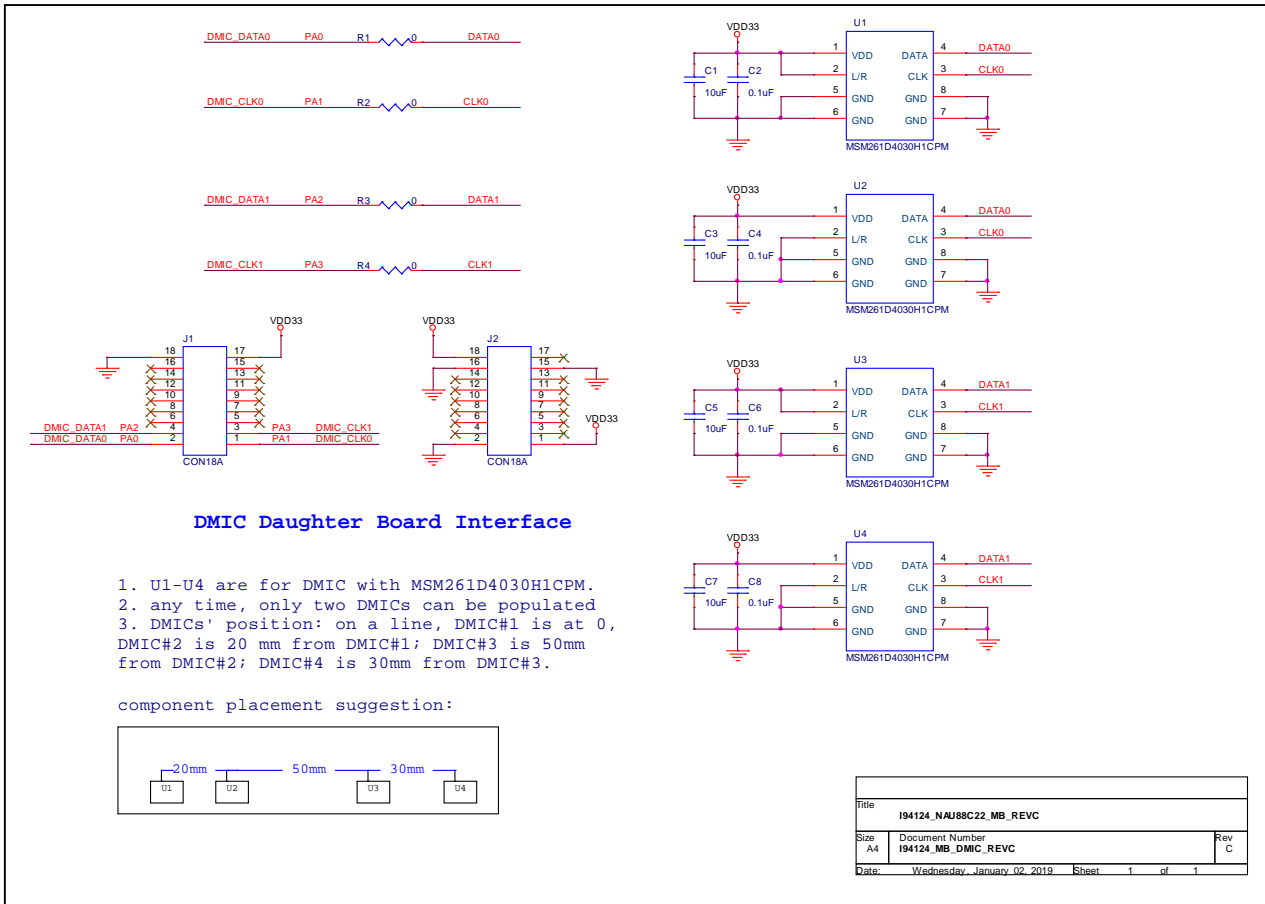 DMIC_DATA0 PA0 R1 0 DATA0
DMIC_CLK0 PA1 R2 0 CLK0
DMIC_DATA1 PA2 R3 0 DATA1
DMIC_CLK1 PA3 R4 0 CLK1
VDD33
J1
18 17
16 15
14 13
12 11
10 9
8 7
6 5
DMIC_DATA1 PA2 4 3 PA3 DMIC_CLK1
DMIC_DATA0 PA0 2 1 PA1 DMIC_CLK0
CON18A
VDD33
J2
18 17
16 15
14 13
12 11
10 9
8 7
6 5
VDD33
4 3
2 1
CON18A
DMIC Daughter Board Interface
1. U1-U4 are for DMIC with MSM261D4030H1CPM.
2. any time, only two DMICs can be populated
3. DMICs' position: on a line, DMIC#1 is at 0,
DMIC#2 is 20 mm from DMIC#1; DMIC#3 is 50mm
from DMIC#2; DMIC#4 is 30mm from DMIC#3.
component placement suggestion:
20mm 50mm 30mm
U1 U2 U3 U4
VDD33 U1
1 VDD DATA 4 DATA0
C1 C2 2 L/R CLK 3 CLK0
10uF 0.1uF 5 GND GND 8
6 GND GND 7
MSM261D4030H1CPM
VDD33 U2
1 VDD DATA 4 DATA0
C3 C4 2 L/R CLK 3 CLK0
10uF 0.1uF 5 GND GND 8
6 GND GND 7
MSM261D4030H1CPM
VDD33 U3
1 VDD DATA 4 DATA1
C5 C6 2 L/R CLK 3 CLK1
10uF 0.1uF 5 GND GND 8
6 GND GND 7
MSM261D4030H1CPM
VDD33 U4
1 VDD DATA 4 DATA1
C7 C8 2 L/R CLK 3 CLK1
10uF 0.1uF 5 GND GND 8
6 GND GND 7
MSM261D4030H1CPM
Title
I94124_NAU88C22_MB_REVC
Size Document Number Rev
A4 I94124_MB_DMIC_REVC C
Date: Wednesday, January 02, 2019 Sheet 1 of 1